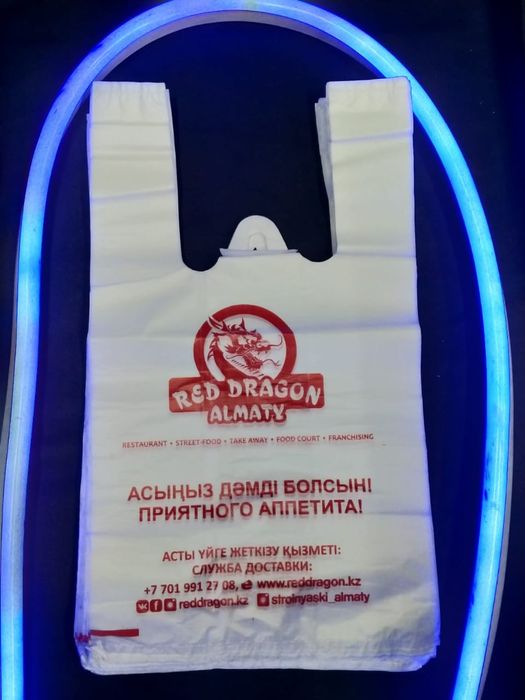 RED DRAGON
ALMATY
RESTAURANT • STREET-FOOD • TAKE AWAY • FOOD COURT • FRANCHISING
АСЫҢЫЗ ДӘМДІ БОЛСЫН!
ПРИЯТНОГО АППЕТИТА!
АСТЫ ҮЙГЕ ЖЕТКІЗУ ҚЫЗМЕТІ:
СЛУЖБА ДОСТАВКИ:
+7 701 991 27 08, www.reddragon.kz
reddragon.kz stroinyaski_almaty